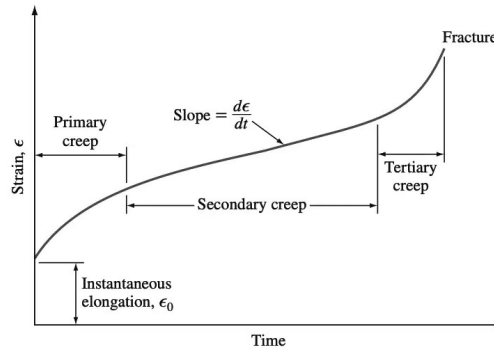 Fracture
Slope = dϵ/dt
Primary
creep
Strain, ϵ
Tertiary
creep
Secondary creep
Instantaneous
elongation, ϵ₀
Time